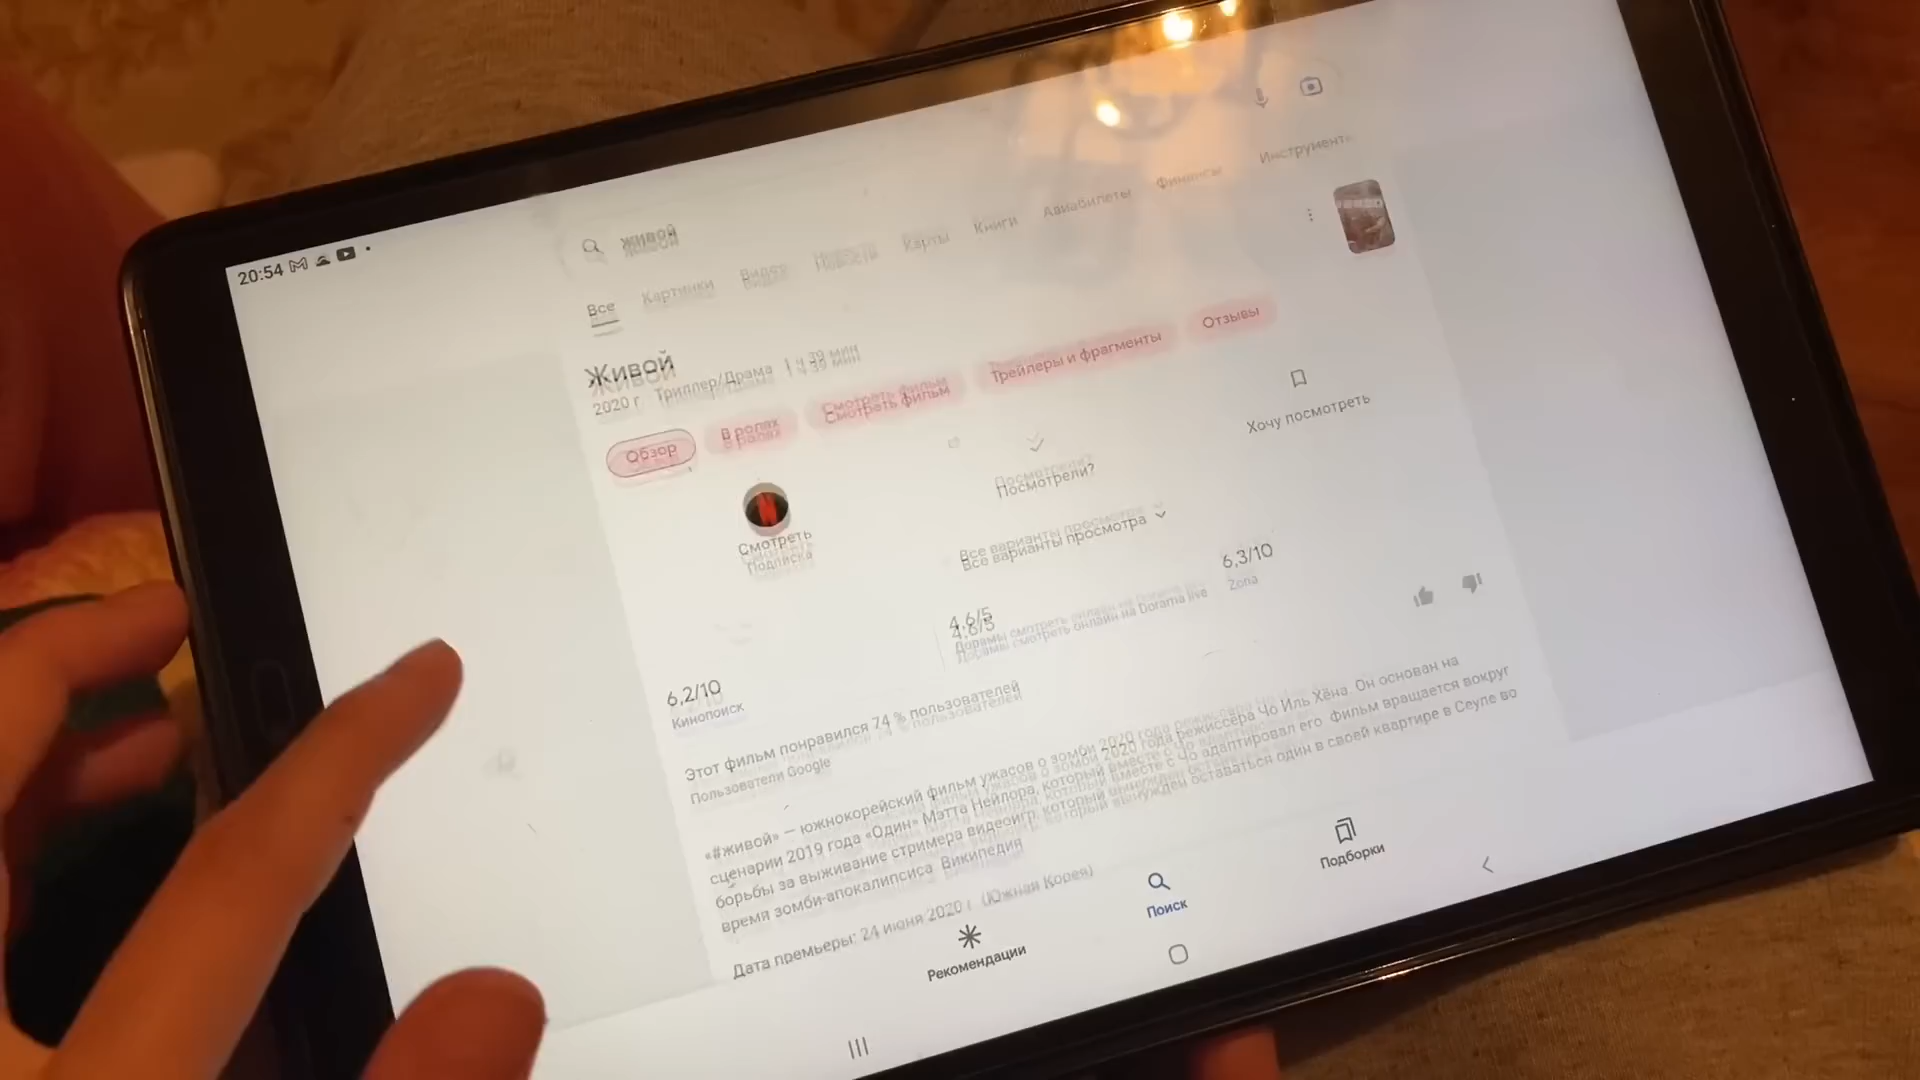 20:54
живой
Все Картинки Видео Новости Карты Книги Авиабилеты Финансы Инструменты
Живой
2020 г Триллер/Драма 1 ч 39 мин
Обзор В ролях Смотреть фильм Трейлеры и фрагменты Отзывы
Смотреть
Подписка
Посмотрели?
Хочу посмотреть
Все варианты просмотра
6,2/10
Кинопоиск
4,6/5
Дорамы смотреть онлайн на Dorama live
6,3/10
Zona
Этот фильм понравился 74 % пользователей
Пользователи Google
«#живой» — южнокорейский фильм ужасов о зомби 2020 года режиссёра Чо Иль Хёна. Он основан на
сценарии 2019 года «Один» Мэтта Нейлора, который вместе с Чо адаптировал его. Фильм вращается вокруг
борьбы за выживание стримера видеоигр, который вынужден оставаться один в своей квартире в Сеуле во
время зомби-апокалипсиса Википедия
Дата премьеры: 24 июня 2020 г. (Южная Корея)
Рекомендации
Поиск
Подборки